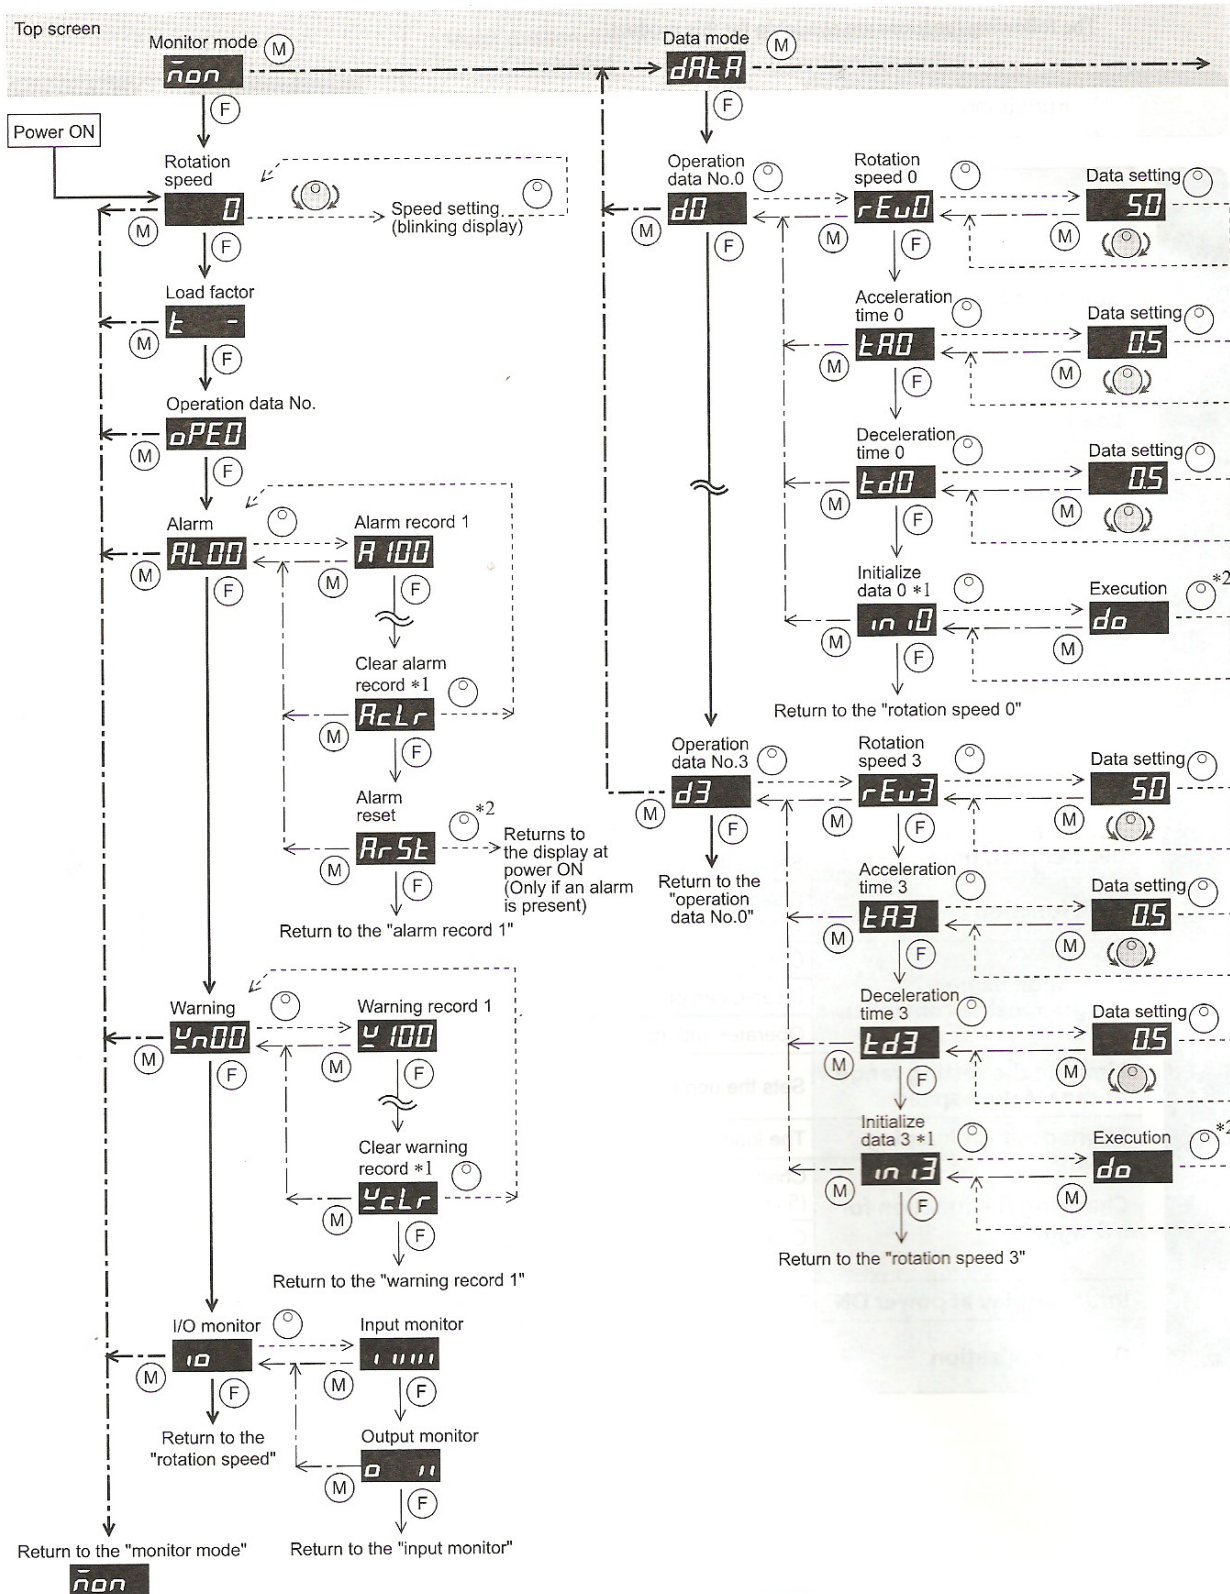 Top screen
Monitor mode
M
Data mode
M
non
dAtA
F
F
Power ON
Rotation
speed
Operation
data No.0
Rotation
speed 0
Data setting
0
Speed setting
(blinking display)
d0
rEv0
50
M
F
M
F
M
F
M
Load factor
t -
Acceleration
time 0
Data setting
tA0
0.5
M
F
M
F
M
Operation data No.
oPE0
M
F
Deceleration
time 0
Data setting
td0
0.5
M
F
M
Alarm
Alarm record 1
AL00
A 100
M
F
M
F
Initialize
data 0 *1
Execution
*2
ini0
do
M
F
M
Return to the "rotation speed 0"
Clear alarm
record *1
AcLr
M
F
Alarm
reset
*2
ArSt
Returns to
the display at
power ON
(Only if an alarm
is present)
M
F
Return to the "alarm record 1"
Operation
data No.3
Rotation
speed 3
Data setting
d3
rEv3
50
M
F
M
F
M
Return to the
"operation
data No.0"
Acceleration
time 3
Data setting
tA3
0.5
M
F
M
Warning
Warning record 1
n00
100
M
F
M
F
Deceleration
time 3
Data setting
td3
0.5
M
F
M
Clear warning
record *1
cLr
M
F
Return to the "warning record 1"
Initialize
data 3 *1
Execution
*2
ini3
do
M
F
M
Return to the "rotation speed 3"
I/O monitor
Input monitor
io
M
F
M
F
Return to the
"rotation speed"
Output monitor
o
M
F
Return to the "monitor mode"
Return to the "input monitor"
non